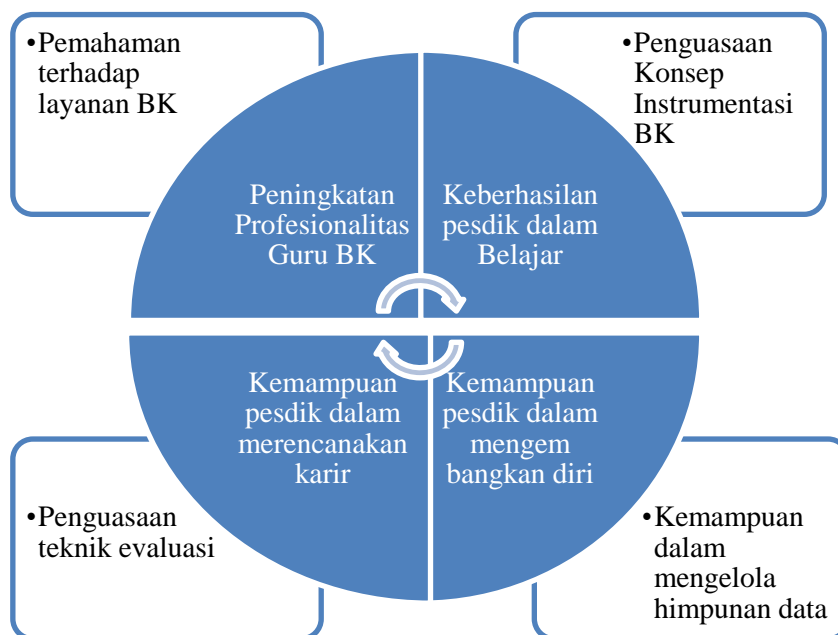 •Pemahaman
terhadap
layanan BK
•Penguasaan
Konsep
Instrumentasi
BK
Peningkatan
Profesionalitas
Guru BK
Keberhasilan
pesdik dalam
Belajar
Kemampuan
pesdik dalam
merencanakan
karir
Kemampuan
pesdik dalam
mengem
bangkan diri
•Penguasaan
teknik evaluasi
•Kemampuan
dalam
mengelola
himpunan data